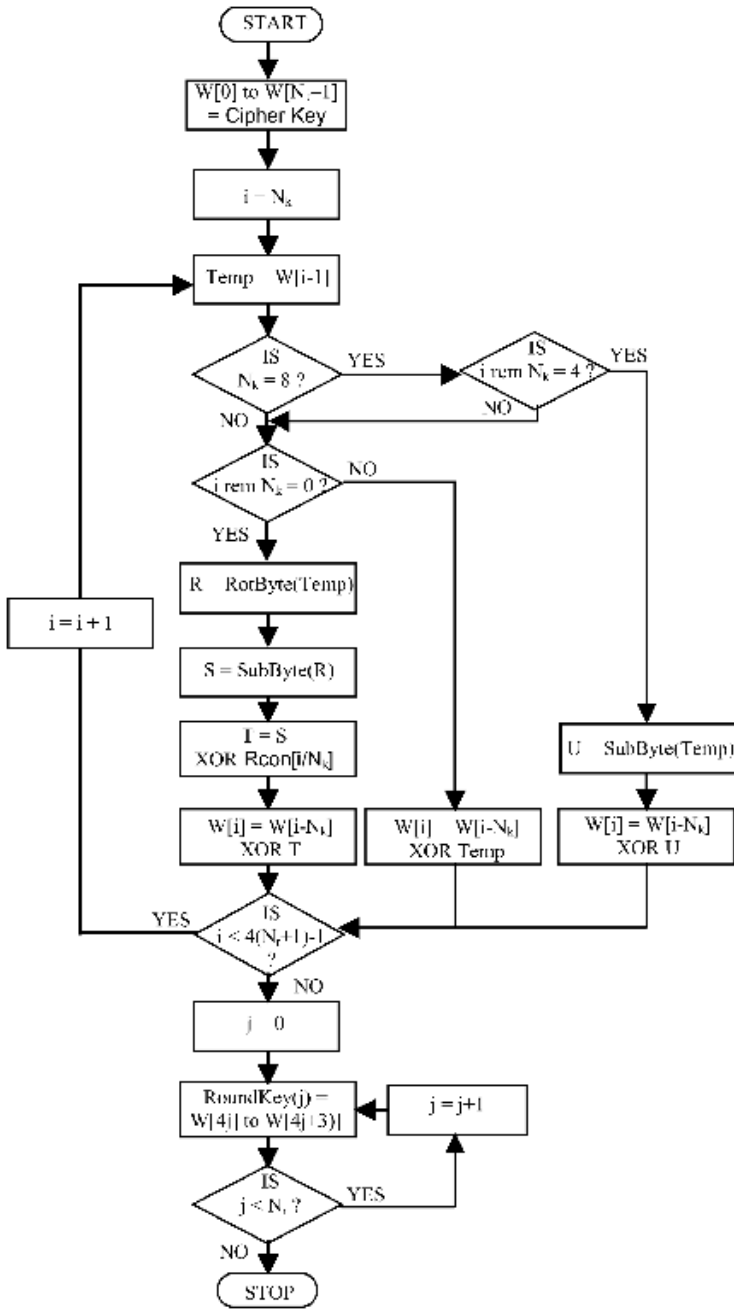 START
W[0] to W[N.–1]
= Cipher Key
i – Nk
Temp W[i-1]
IS
Nk = 8 ?
YES
IS
i rem Nk = 4 ?
YES
NO
NO
IS
i rem Nk = 0 ?
NO
YES
R RotByte(Temp)
i = i + 1
S = SubByte(R)
T = S
XOR Rcon[i/Nk]
U SubByte(Temp)
W[i] = W[i-Nk]
XOR T
W[i] W[i-Nk]
XOR Temp
W[i] = W[i-Nk]
XOR U
YES
IS
i < 4(Nr+1)-1
?
NO
j 0
RoundKey(j) =
W[4j] to W[4j+3)]
j = j+1
IS
j < N, ?
YES
NO
STOP